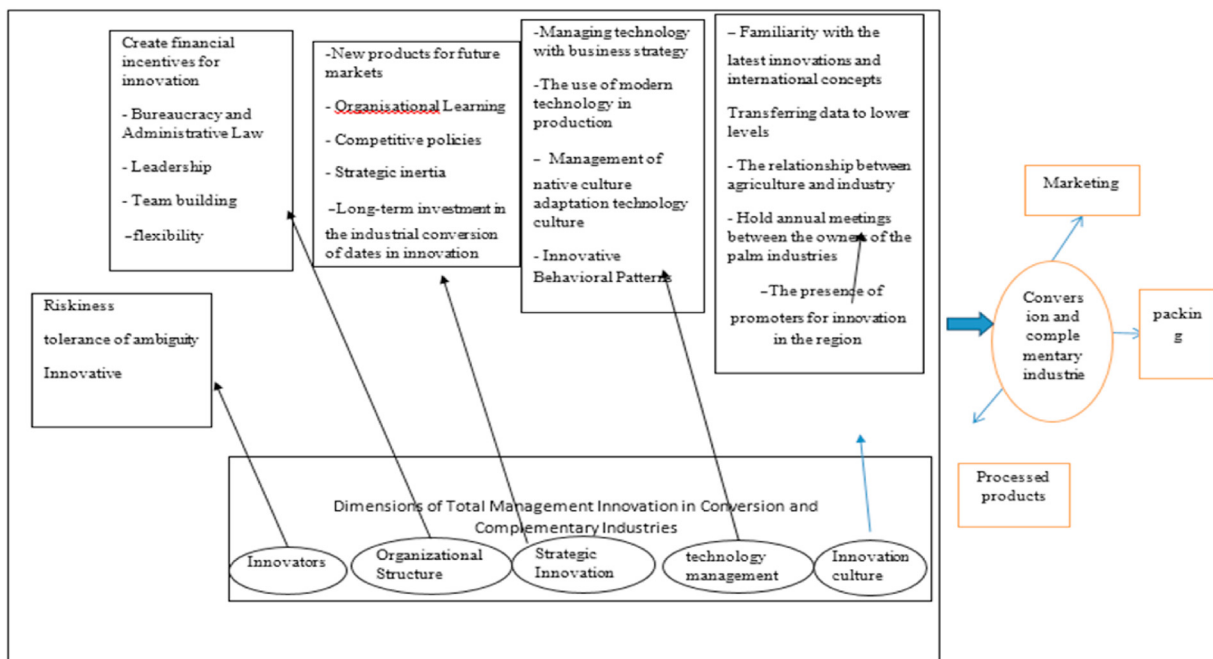 Create financial
incentives for
innovation
- Bureaucracy and
Administrative Law
- Leadership
- Team building
–flexibility
-New products for future
markets
- Organisational Learning
- Competitive policies
- Strategic inertia
–Long-term investment in
the industrial conversion
of dates in innovation
-Managing technology
with business strategy
-The use of modern
technology in
production
– Management of
native culture
adaptation technology
culture
- Innovative
Behavioral Patterns
– Familiarity with the
latest innovations and
international concepts
Transferring data to lower
levels
- The relationship between
agriculture and industry
- Hold annual meetings
between the owners of the
palm industries
–The presence of
promoters for innovation
in the region
Riskiness
tolerance of ambiguity
Innovative
Marketing
Convers
ion and
comple
mentary
industrie
packin
g
Processed
products
Dimensions of Total Management Innovation in Conversion and
Complementary Industries
Innovators
Organizational
Structure
Strategic
Innovation
technology
management
Innovation
culture